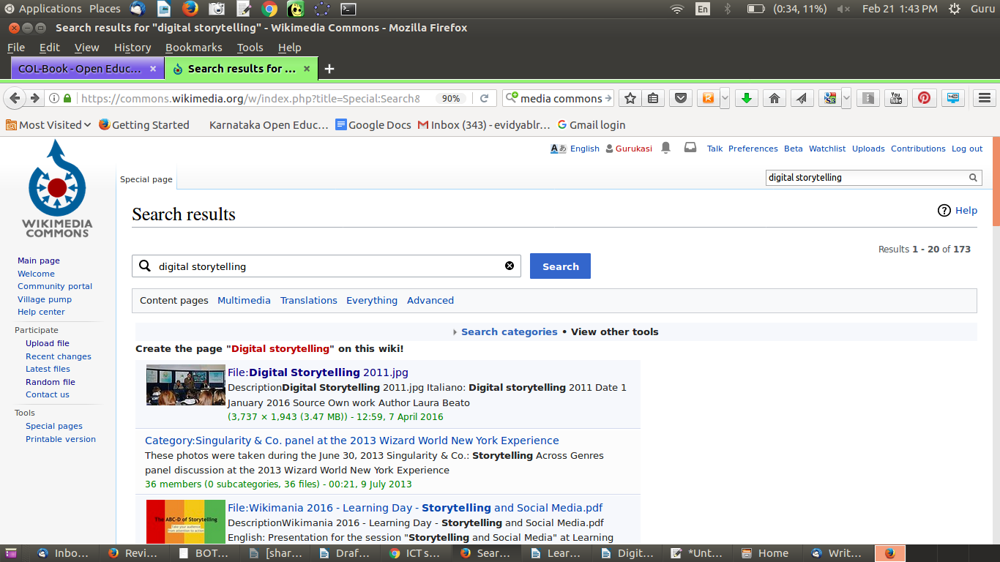 Applications Places En (0:34, 11%) Feb 21 1:43 PM Guru
Search results for "digital storytelling" - Wikimedia Commons - Mozilla Firefox
File Edit View History Bookmarks Tools Help
COL-Book - Open Educ... × Search results for ... × +
https://commons.wikimedia.org/w/index.php?title=Special:Search& 90% media commons
Most Visited Getting Started Karnataka Open Educ... Google Docs Inbox (343) - evidyablr... Gmail login
English Gurukasi Talk Preferences Beta Watchlist Uploads Contributions Log out
Special page
digital storytelling
WIKIMEDIA
COMMONS
Search results
Help
Results 1 - 20 of 173
digital storytelling
Search
Content pages Multimedia Translations Everything Advanced
Search categories • View other tools
Create the page "Digital storytelling" on this wiki!
Main page
Welcome
Community portal
Village pump
Help center
Participate
Upload file
Recent changes
Latest files
Random file
Contact us
Tools
Special pages
Printable version
File:Digital Storytelling 2011.jpg
DescriptionDigital Storytelling 2011.jpg Italiano: Digital storytelling 2011 Date 1
January 2016 Source Own work Author Laura Beato
(3,737 × 1,943 (3.47 MB)) - 12:59, 7 April 2016
Category:Singularity & Co. panel at the 2013 Wizard World New York Experience
These photos were taken during the June 30, 2013 Singularity & Co.: Storytelling Across Genres
panel discussion at the 2013 Wizard World New York Experience
36 members (0 subcategories, 36 files) - 00:21, 9 July 2013
The ABC-D of Storytelling
Take your audience
from attention to action
File:Wikimania 2016 - Learning Day - Storytelling and Social Media.pdf
DescriptionWikimania 2016 - Learning Day - Storytelling and Social Media.pdf
English: Presentation for the session "Storytelling and Social Media" at Learning
Inbo... Revi... BOT... [shar... Draf... ICT s... Sear... Lear... Digit... *Unt... Home Writ...